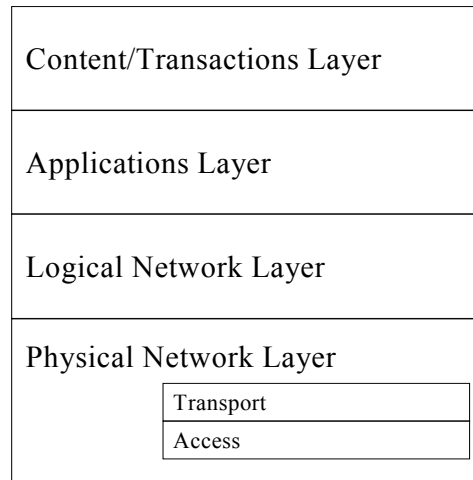 Content/Transactions Layer
Applications Layer
Logical Network Layer
Physical Network Layer
Transport
Access